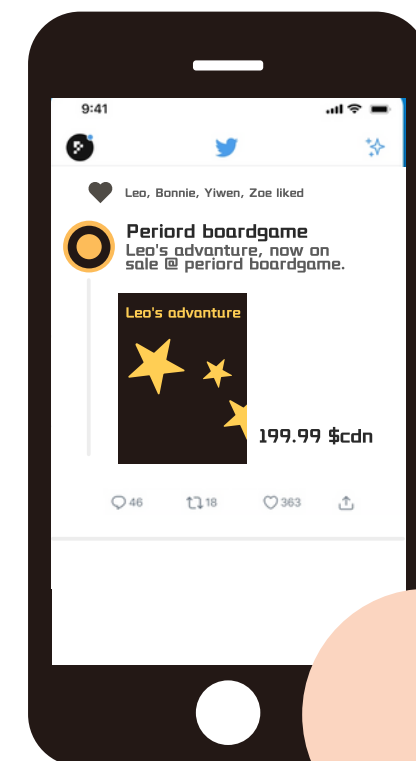 9:41
Leo, Bonnie, Yiwen, Zoe liked
Periord boardgame
Leo's advanture, now on
sale @ periord boardgame.
Leo's advanture
199.99 $cdn
46 18 363